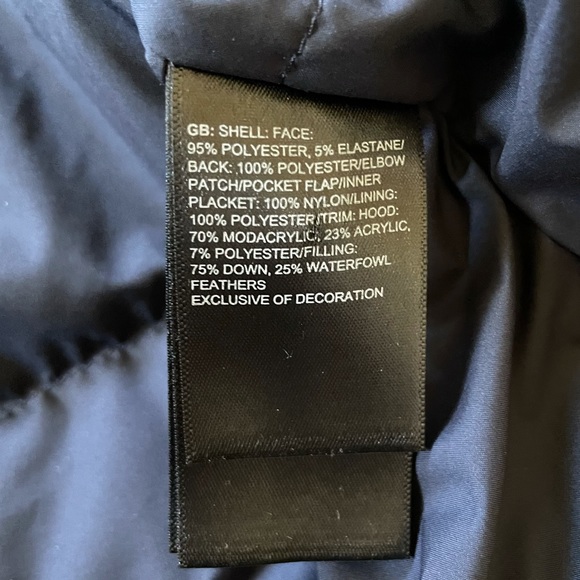 GB: SHELL: FACE:
95% POLYESTER, 5% ELASTANE/
BACK: 100% POLYESTER/ELBOW
PATCH/POCKET FLAP/INNER
PLACKET: 100% NYLON/LINING:
100% POLYESTER/TRIM: HOOD:
70% MODACRYLIC, 23% ACRYLIC,
7% POLYESTER/FILLING:
75% DOWN, 25% WATERFOWL
FEATHERS
EXCLUSIVE OF DECORATION